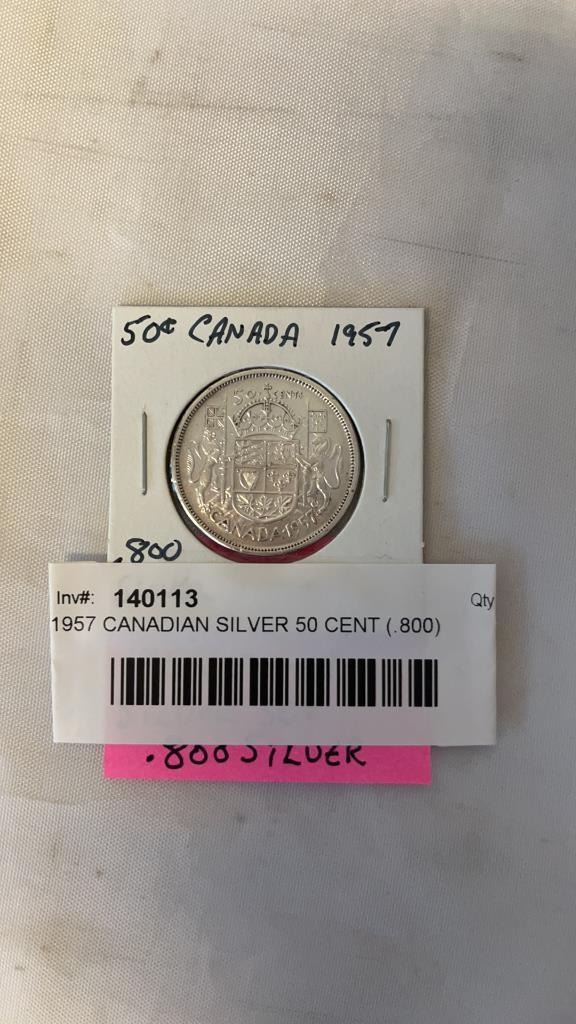 50¢ CANADA 1957
50 CENTS
CANADA 1957
.800
Inv#: 140113 Qty
1957 CANADIAN SILVER 50 CENT (.800)
.800 SILVER